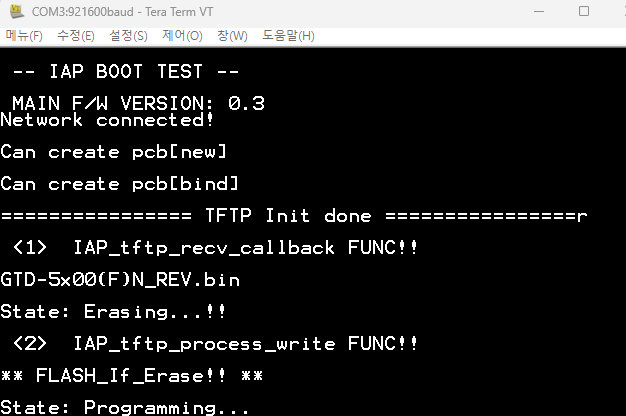 COM3:921600baud - Tera Term VT
메뉴(F) 수정(E) 설정(S) 제어(O) 창(W) 도움말(H)
-- IAP BOOT TEST --
MAIN F/W VERSION: 0.3
Network connected!
Can create pcb[new]
Can create pcb[bind]
================ TFTP Init done ================r
<1>  IAP_tftp_recv_callback FUNC!!
GTD-5x00(F)N_REV.bin
State: Erasing...!!
<2>  IAP_tftp_process_write FUNC!!
** FLASH_If_Erase!! **
State: Programming...